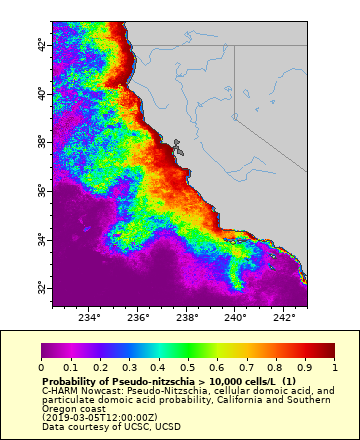 42°
40°
38°
36°
34°
32°
234° 236° 238° 240° 242°
0 0.1 0.2 0.3 0.4 0.5 0.6 0.7 0.8 0.9 1
Probability of Pseudo-nitzschia > 10,000 cells/L (1)
C-HARM Nowcast: Pseudo-Nitzschia, cellular domoic acid, and
particulate domoic acid probability, California and Southern
Oregon coast
(2019-03-05T12:00:00Z)
Data courtesy of UCSC, UCSD